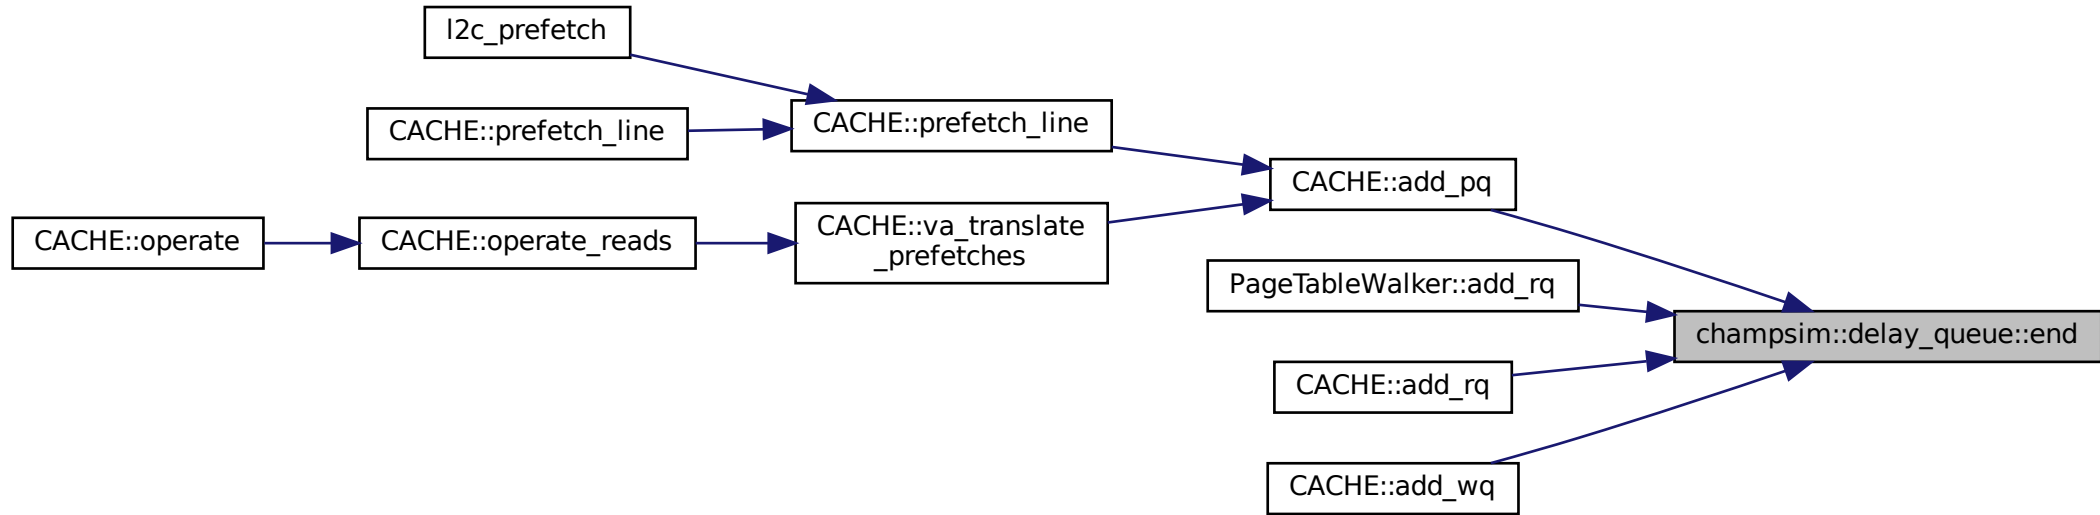 l2c_prefetch
CACHE::prefetch_line
CACHE::prefetch_line
CACHE::add_pq
CACHE::operate
CACHE::operate_reads
CACHE::va_translate
_prefetches
PageTableWalker::add_rq
champsim::delay_queue::end
CACHE::add_rq
CACHE::add_wq